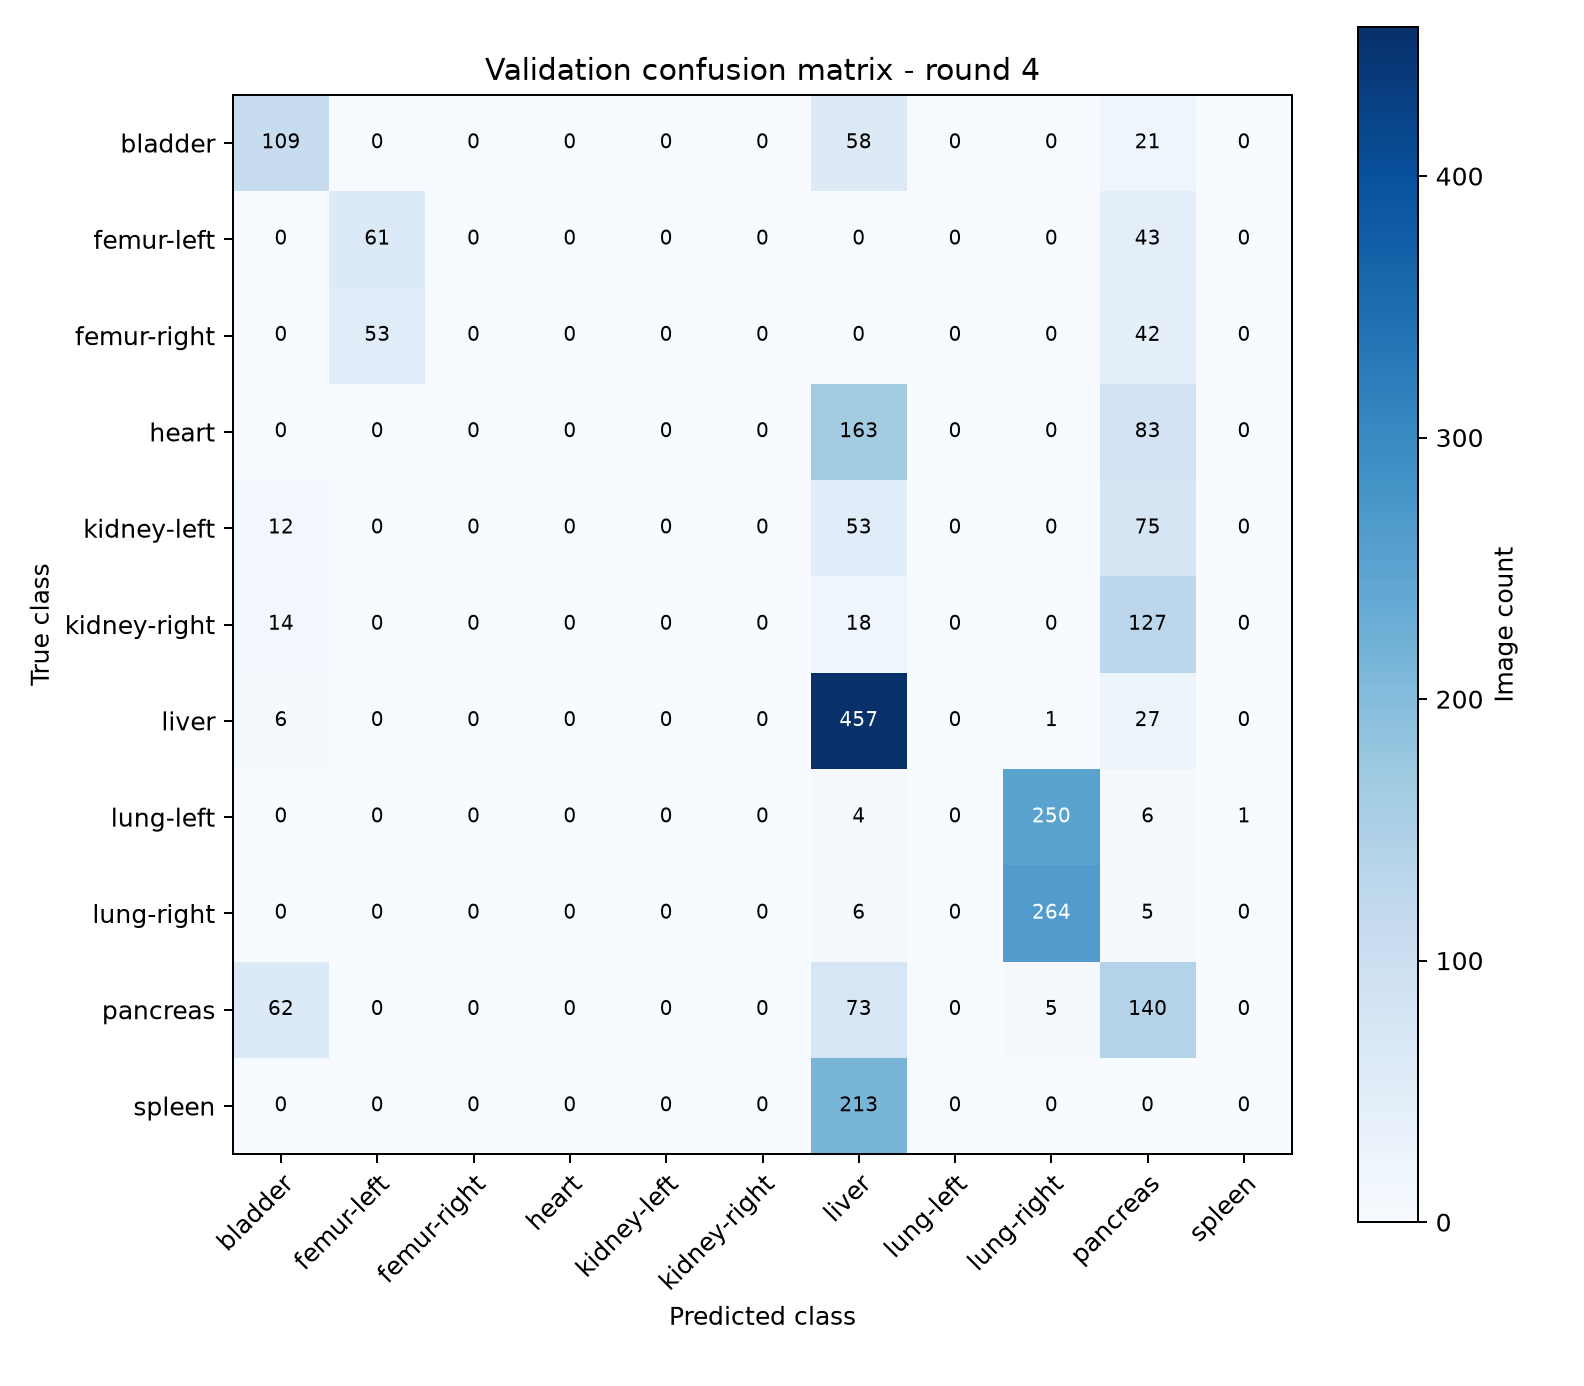 Validation confusion matrix - round 4
bladder 109 0 0 0 0 0 58 0 0 21 0
femur-left 0 61 0 0 0 0 0 0 0 43 0
femur-right 0 53 0 0 0 0 0 0 0 42 0
heart 0 0 0 0 0 0 163 0 0 83 0
kidney-left 12 0 0 0 0 0 53 0 0 75 0
kidney-right 14 0 0 0 0 0 18 0 0 127 0
liver 6 0 0 0 0 0 457 0 1 27 0
lung-left 0 0 0 0 0 0 4 0 250 6 1
lung-right 0 0 0 0 0 0 6 0 264 5 0
pancreas 62 0 0 0 0 0 73 0 5 140 0
spleen 0 0 0 0 0 0 213 0 0 0 0
True class
bladder femur-left femur-right heart kidney-left kidney-right liver lung-left lung-right pancreas spleen
Predicted class
400
300
200
100
0
Image count